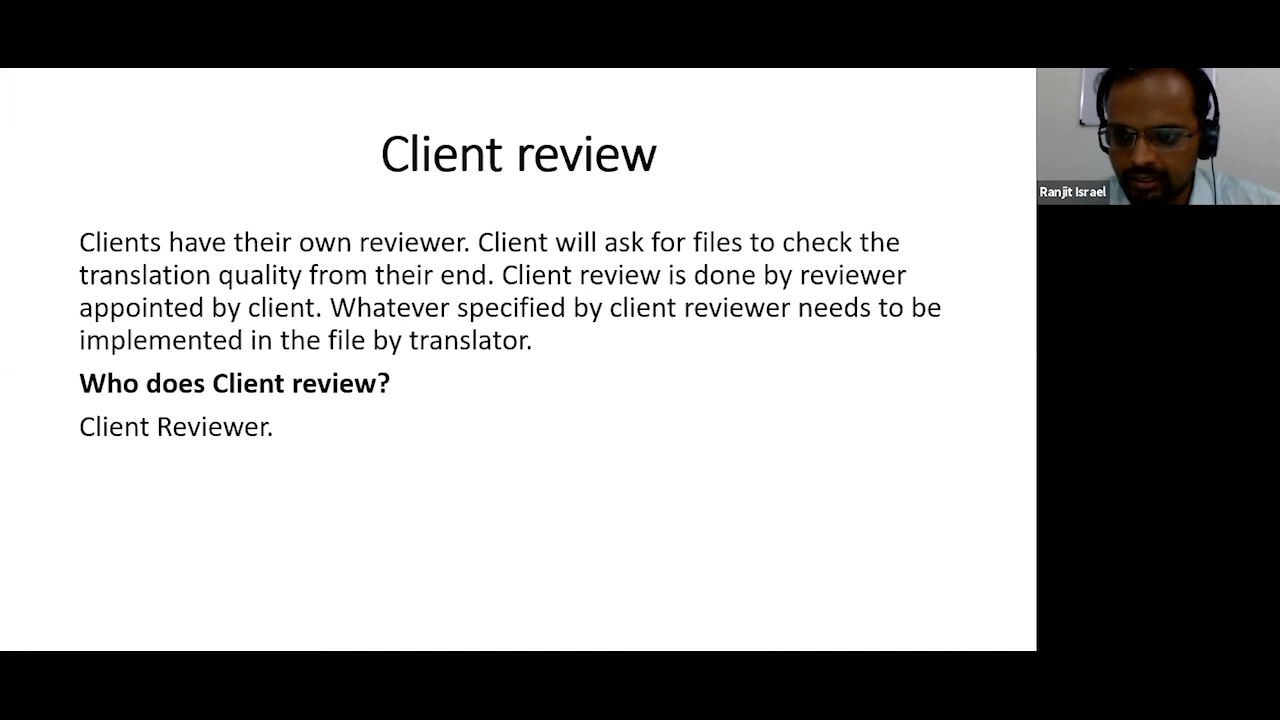 Client review
Clients have their own reviewer. Client will ask for files to check the
translation quality from their end. Client review is done by reviewer
appointed by client. Whatever specified by client reviewer needs to be
implemented in the file by translator.
Who does Client review?
Client Reviewer.
Ranjit Israel